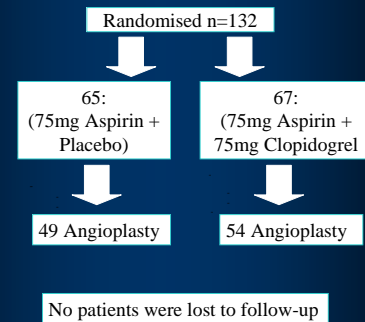 Randomised n=132
65:
(75mg Aspirin +
Placebo)
67:
(75mg Aspirin +
75mg Clopidogrel
49 Angioplasty
54 Angioplasty
No patients were lost to follow-up